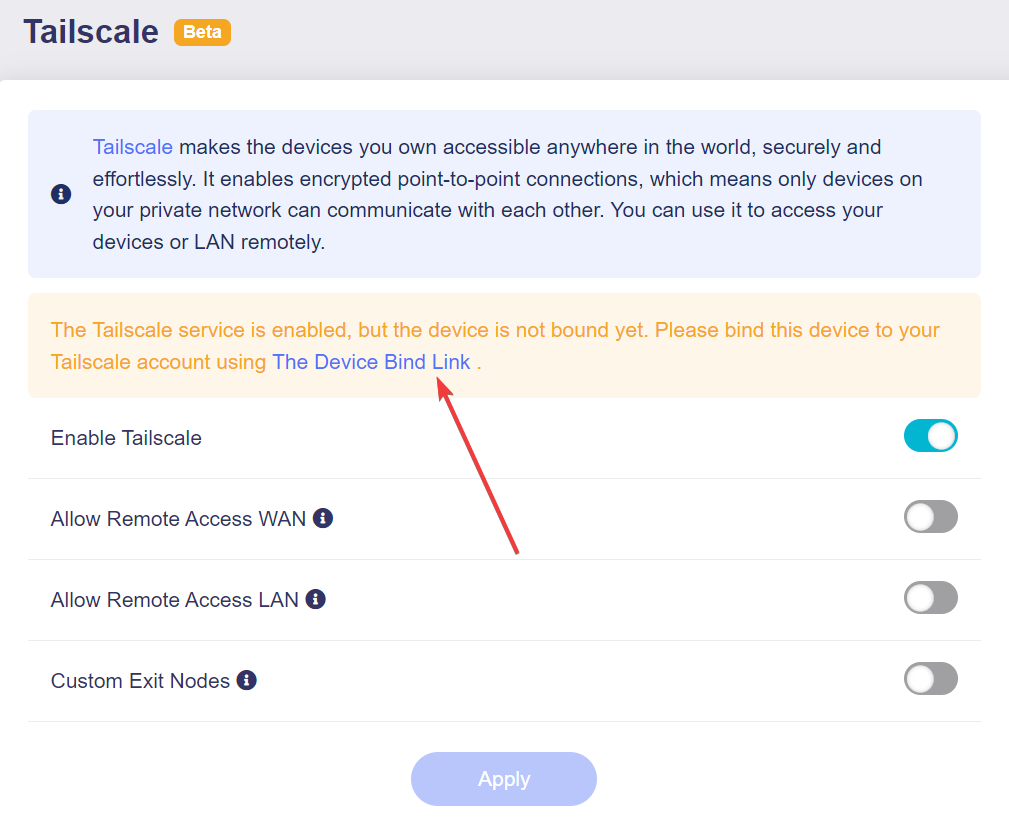 Tailscale Beta
Tailscale makes the devices you own accessible anywhere in the world, securely and
effortlessly. It enables encrypted point-to-point connections, which means only devices on
your private network can communicate with each other. You can use it to access your
devices or LAN remotely.
The Tailscale service is enabled, but the device is not bound yet. Please bind this device to your
Tailscale account using The Device Bind Link .
Enable Tailscale
Allow Remote Access WAN
Allow Remote Access LAN
Custom Exit Nodes
Apply